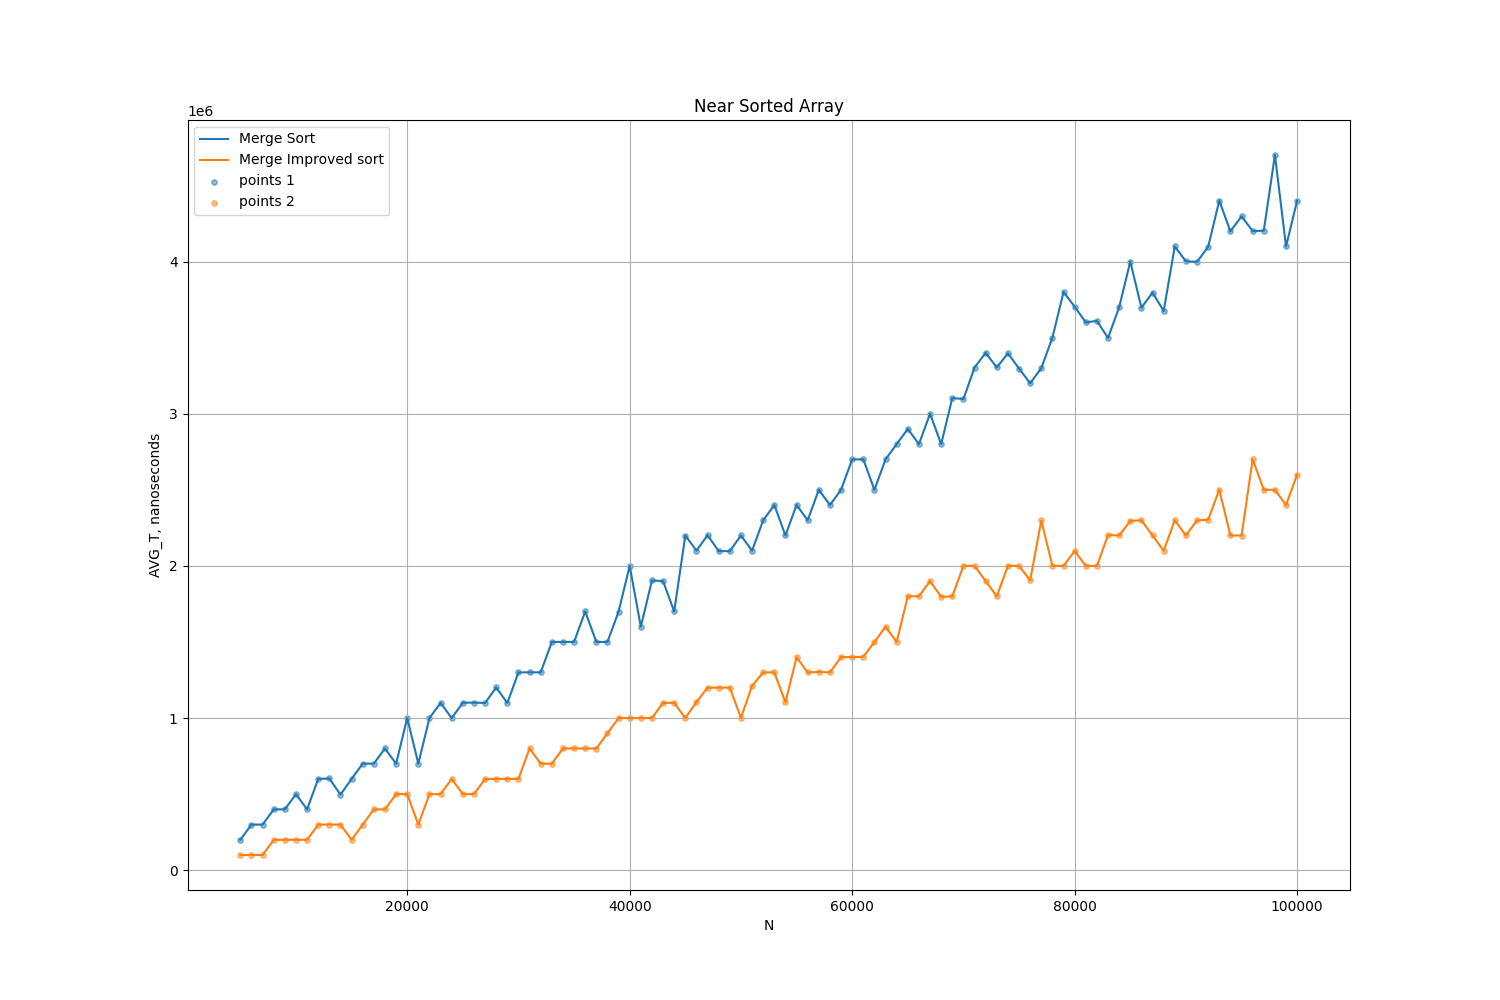 Near Sorted Array
1e6
Merge Sort
Merge Improved sort
points 1
points 2
4
3
2
1
0
AVG_T, nanoseconds
20000 40000 60000 80000 100000
N